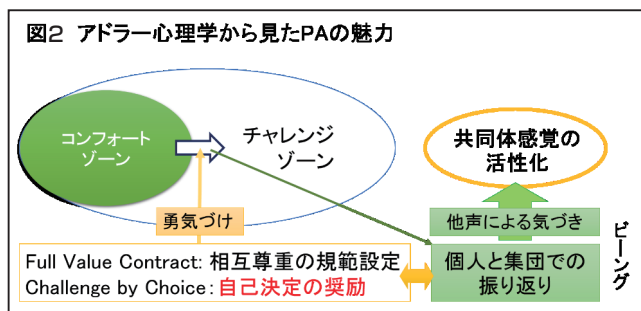 図2 アドラー心理学から見たPAの魅力
コンフォート
ゾーン
チャレンジ
ゾーン
共同体感覚の
活性化
勇気づけ
他声による気づき
Full Value Contract: 相互尊重の規範設定
Challenge by Choice: 自己決定の奨励
個人と集団での
振り返り
ビーイング